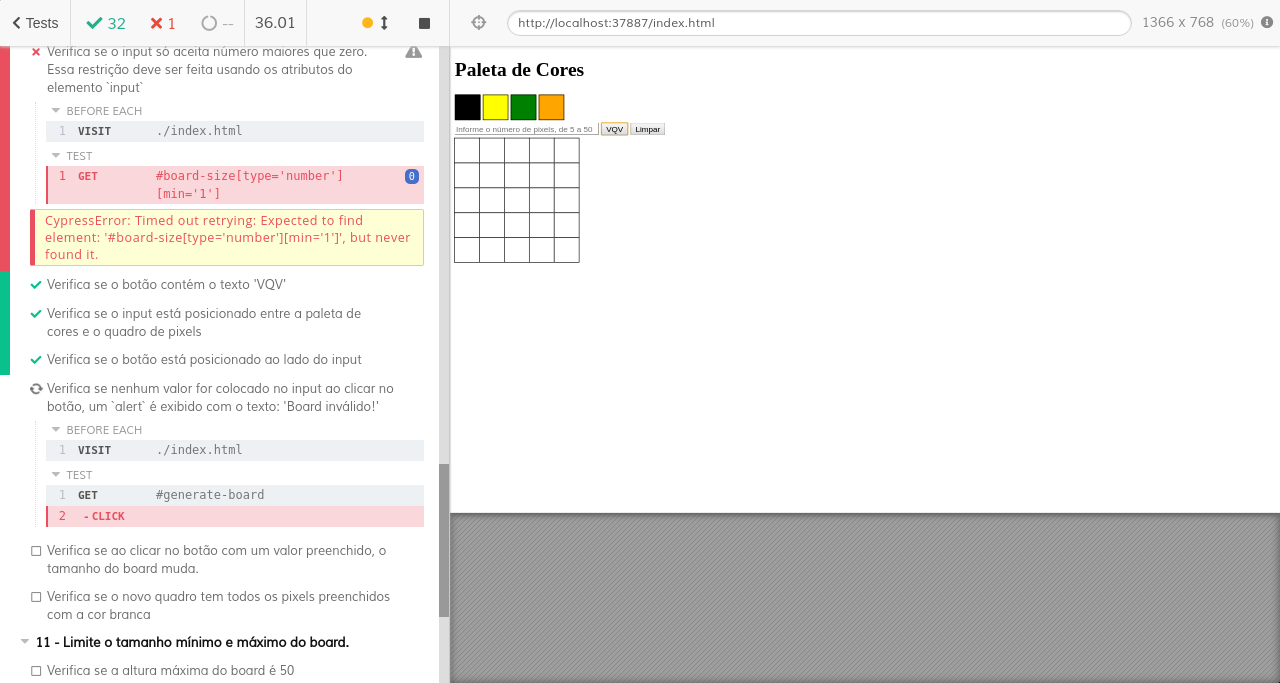 Tests 32 1 -- 36.01
http://localhost:37887/index.html 1366 x 768 (60%)
Verifica se o input só aceita número maiores que zero.
Essa restrição deve ser feita usando os atributos do
elemento `input`
BEFORE EACH
1 VISIT ./index.html
TEST
1 GET #board-size[type='number'] 0
[min='1']
CypressError: Timed out retrying: Expected to find
element: '#board-size[type='number'][min='1']', but never
found it.
Verifica se o botão contém o texto 'VQV'
Verifica se o input está posicionado entre a paleta de
cores e o quadro de pixels
Verifica se o botão está posicionado ao lado do input
Verifica se nenhum valor for colocado no input ao clicar no
botão, um `alert` é exibido com o texto: 'Board inválido!'
BEFORE EACH
1 VISIT ./index.html
TEST
1 GET #generate-board
2 - CLICK
Verifica se ao clicar no botão com um valor preenchido, o
tamanho do board muda.
Verifica se o novo quadro tem todos os pixels preenchidos
com a cor branca
11 - Limite o tamanho mínimo e máximo do board.
Verifica se a altura máxima do board é 50
Paleta de Cores
Informe o número de pixels, de 5 a 50 VQV Limpar